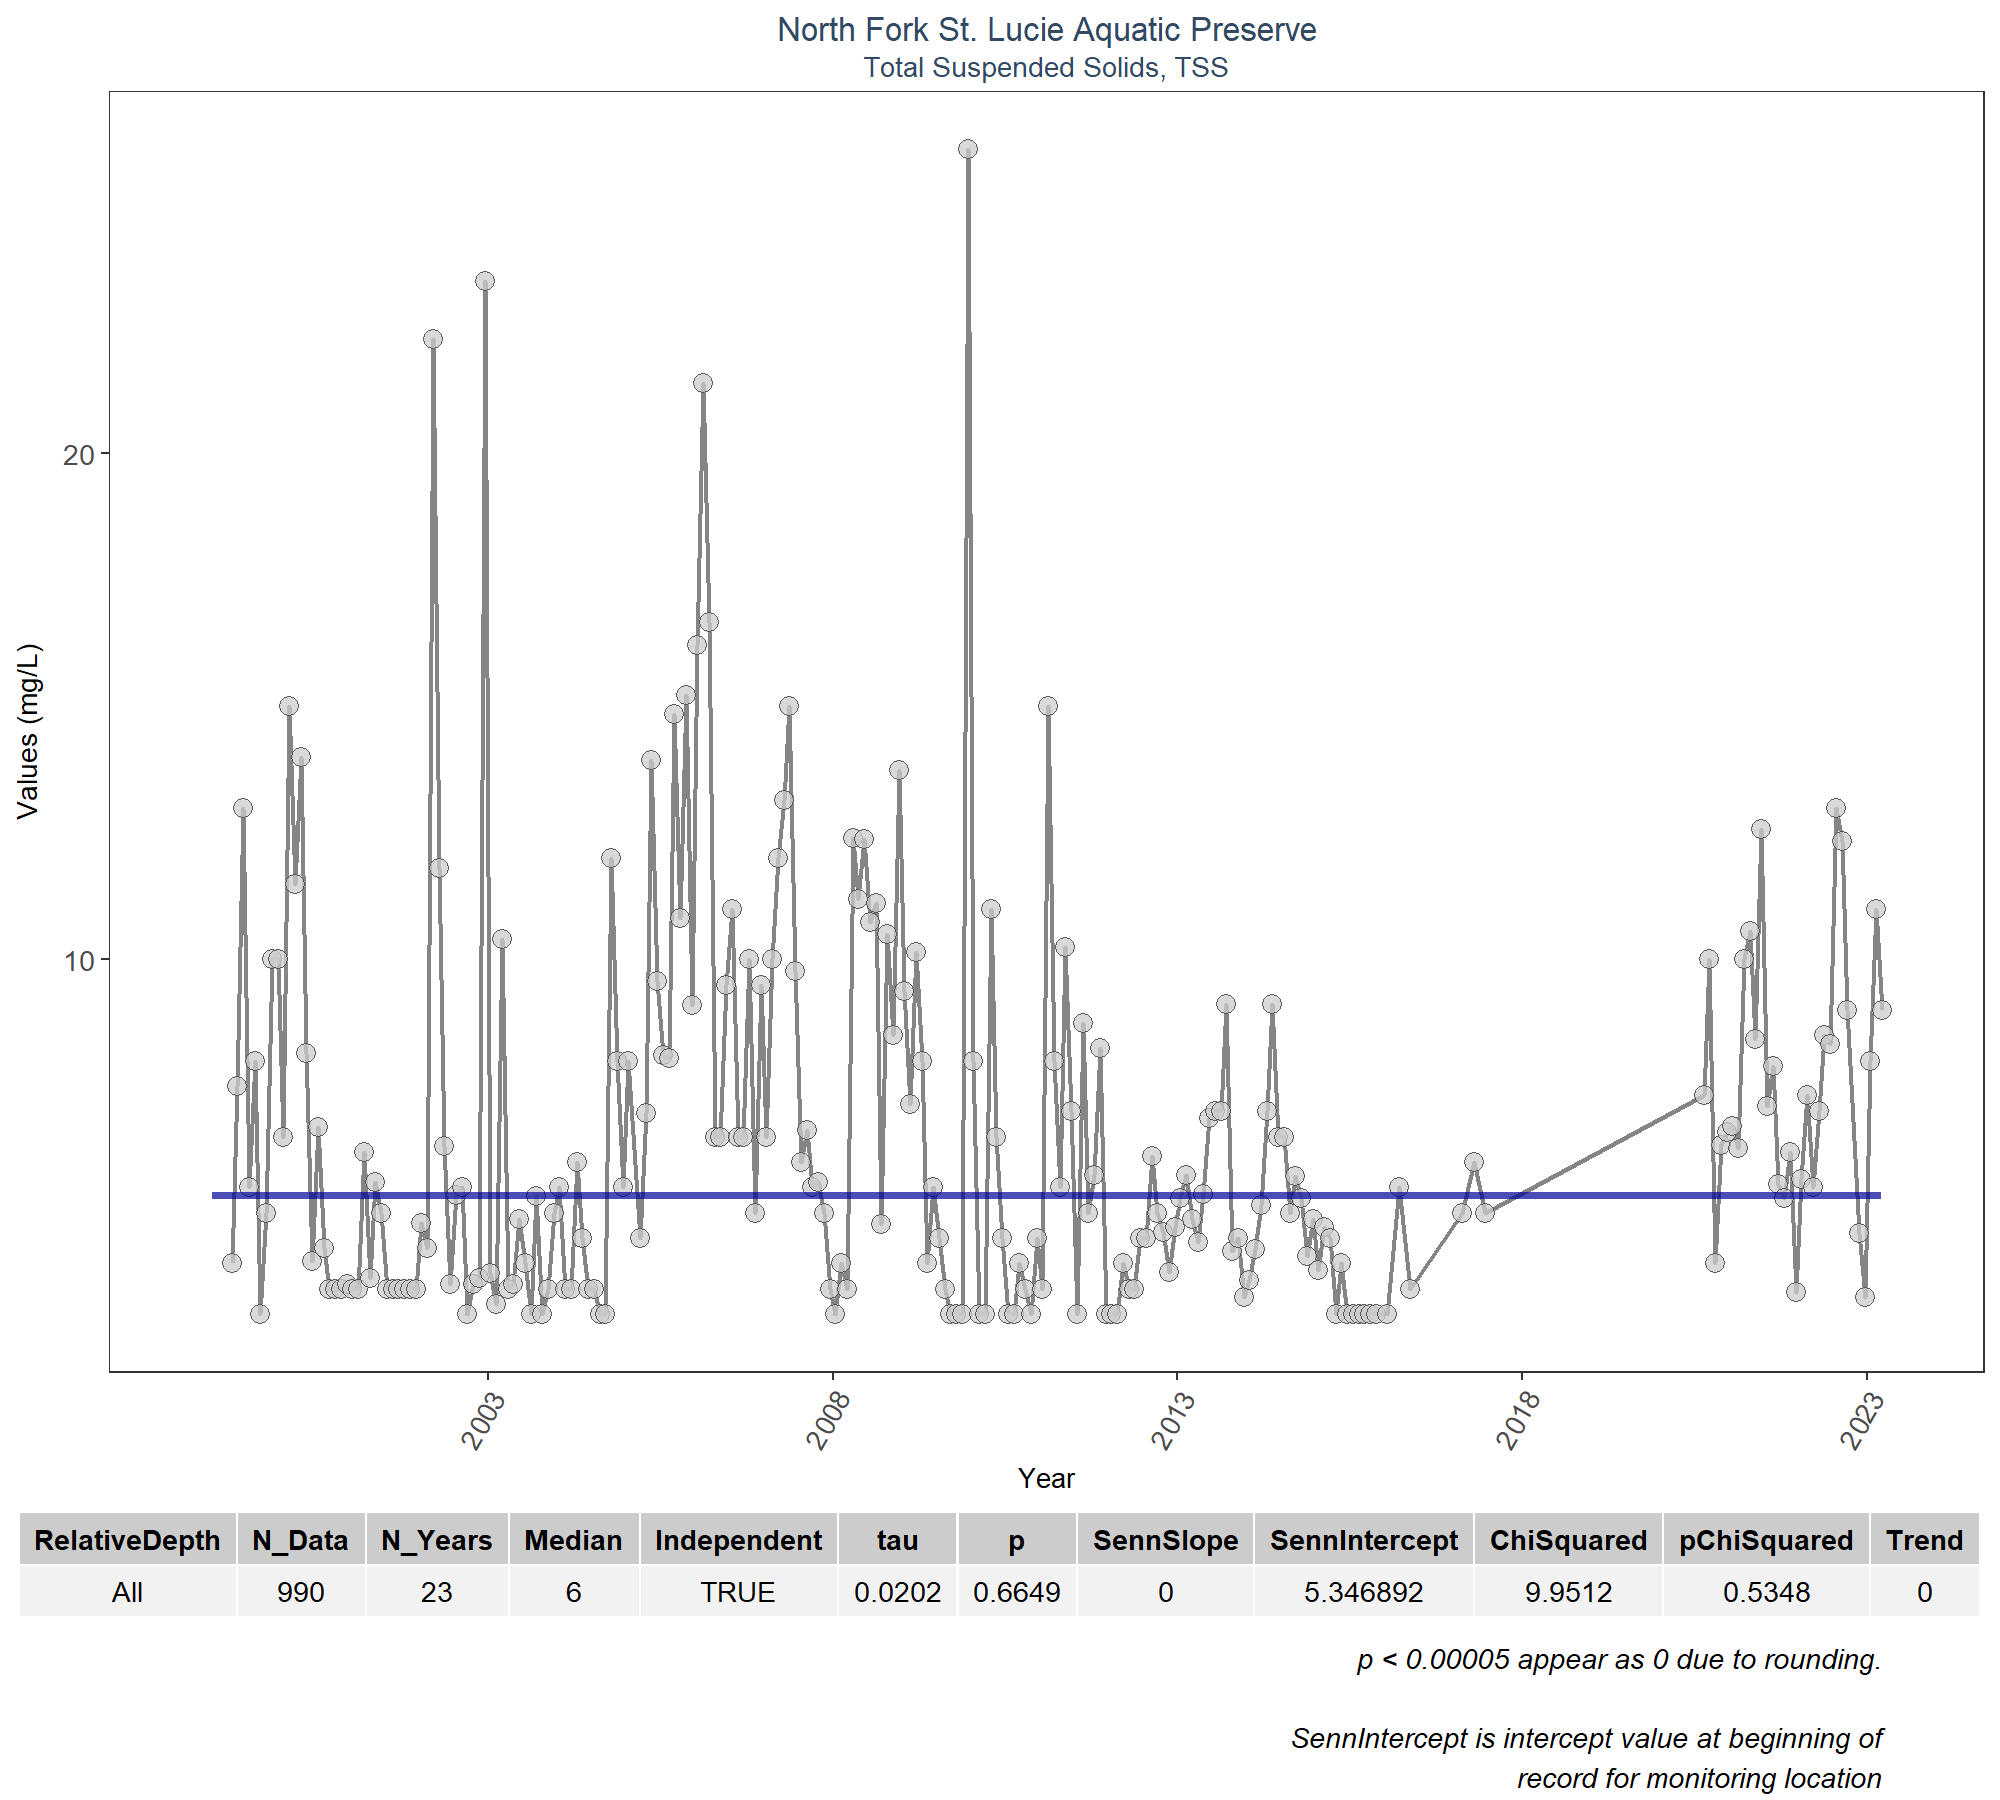 North Fork St. Lucie Aquatic Preserve
Total Suspended Solids, TSS
Values (mg/L)
20
10
2003 2008 2013 2018 2023
Year
RelativeDepth N_Data N_Years Median Independent tau p SennSlope SennIntercept ChiSquared pChiSquared Trend
All 990 23 6 TRUE 0.0202 0.6649 0 5.346892 9.9512 0.5348 0
p < 0.00005 appear as 0 due to rounding.
SennIntercept is intercept value at beginning of
record for monitoring location